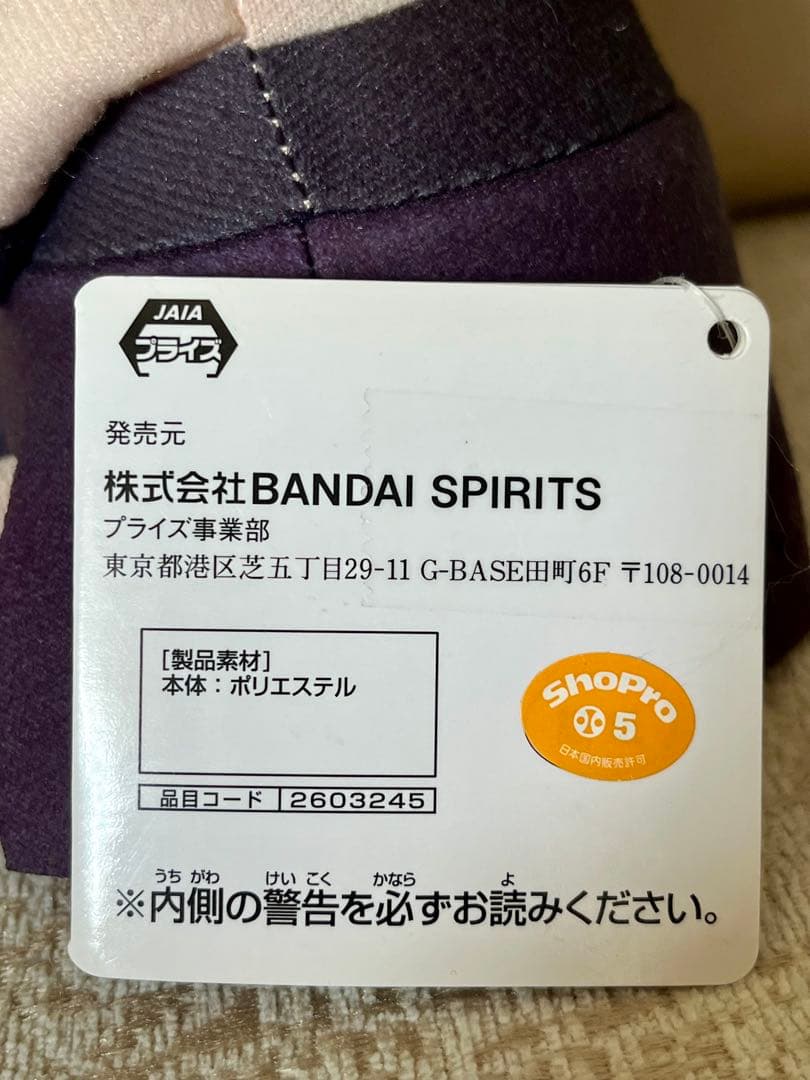 JAIA
プライズ
発売元
株式会社BANDAI SPIRITS
プライズ事業部
東京都港区芝五丁目29-11 G-BASE田町6F 〒108-0014
[製品素材]
本体：ポリエステル
ShoPro
5
日本国内販売許可
品目コード 2603245
うち がわ けい こく かなら よ
※内側の警告を必ずお読みください。